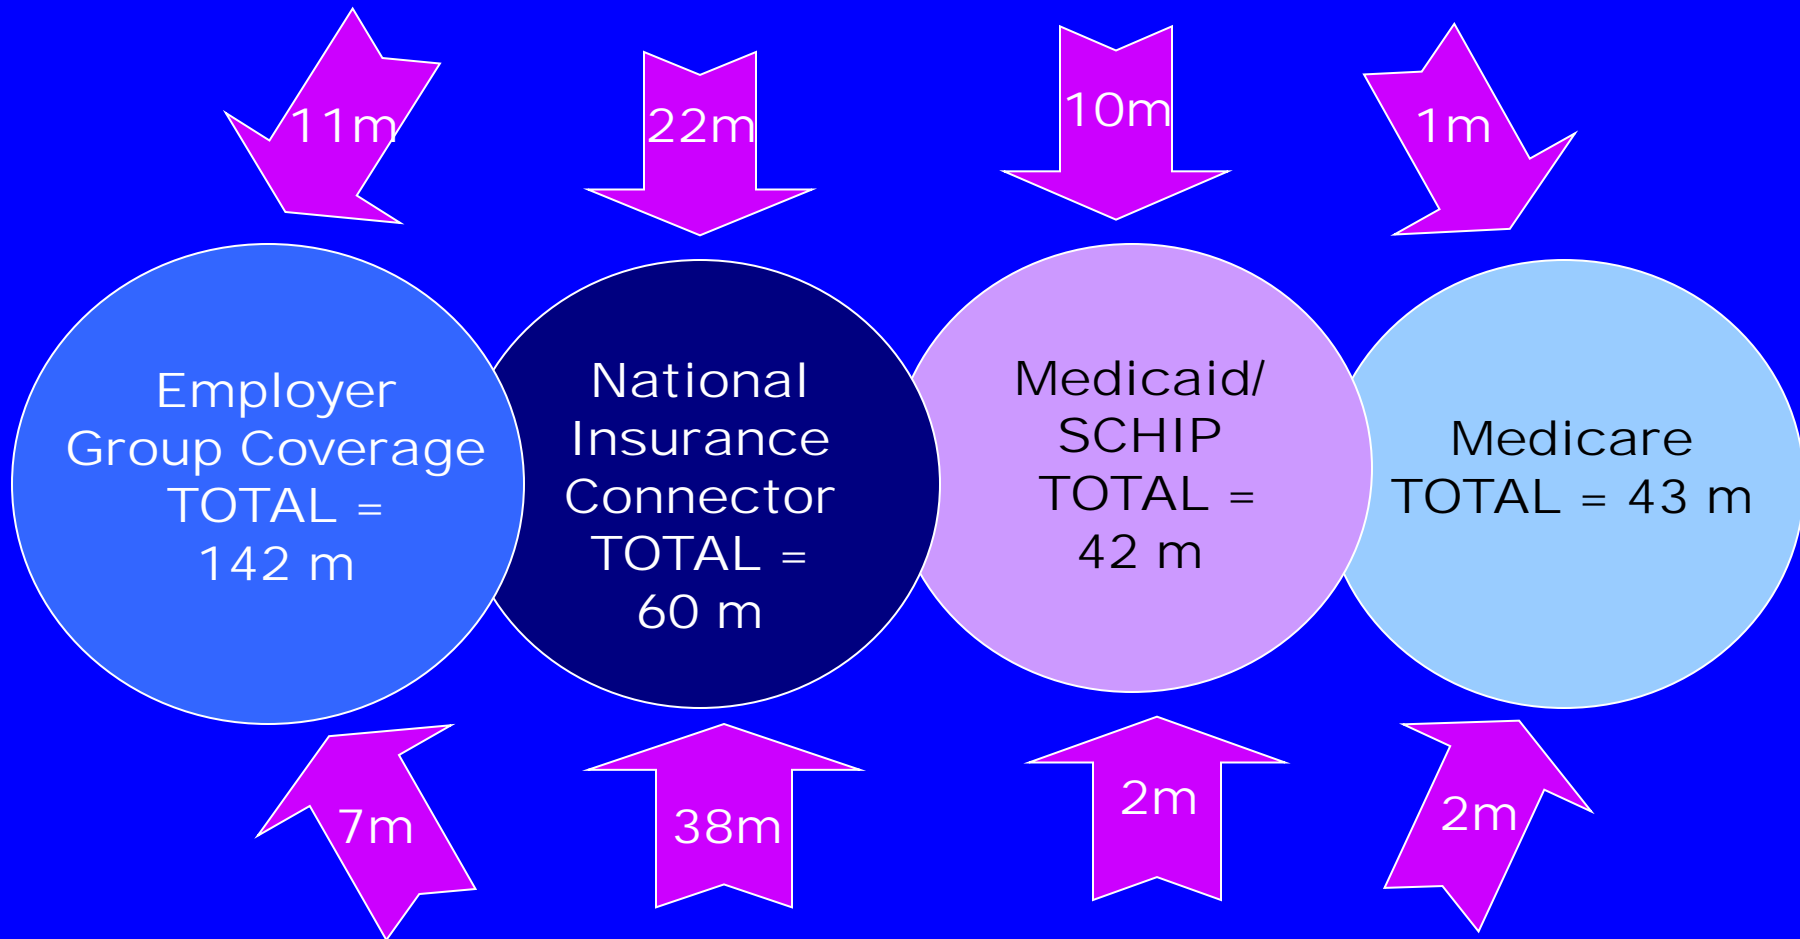 11m
22m
10m
1m
Employer
Group Coverage
TOTAL =
142 m
National
Insurance
Connector
TOTAL =
60 m
Medicaid/
SCHIP
TOTAL =
42 m
Medicare
TOTAL = 43 m
7m
38m
2m
2m